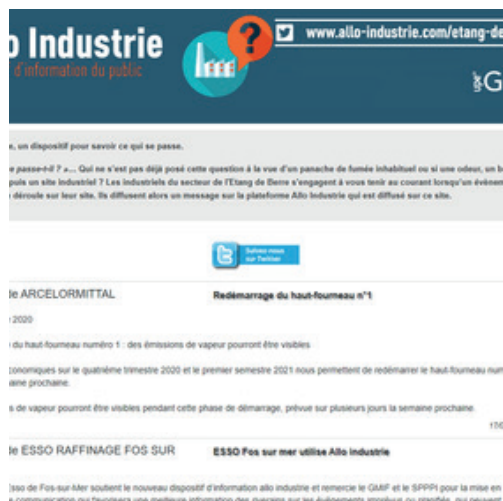 o Industrie
d'information du public
?
www.allo-industrie.com/etang-de
e, un dispositif pour savoir ce qui se passe.
e passe-t-il ? »... Qui ne s'est pas déjà posé cette question à la vue d'un panache de fumée inhabituel ou si une odeur, un b
puis un site industriel ? Les industriels du secteur de l'Etang de Berre s'engagent à vous tenir au courant lorsqu'un évènem
déroule sur leur site. Ils diffusent alors un message sur la plateforme Allo Industrie qui est diffusé sur ce site.
Suivez-nous
sur Twitter
de ARCELORMITTAL
Redémarrage du haut-fourneau n°1
2020
du haut-fourneau numéro 1 : des émissions de vapeur pourront être visibles
conomiques sur le quatrième trimestre 2020 et le premier semestre 2021 nous permettent de redémarrer le haut-fourneau num
aine prochaine.
s de vapeur pourront être visibles pendant cette phase de démarrage, prévue sur plusieurs jours la semaine prochaine.
de ESSO RAFFINAGE FOS SUR
ESSO Fos sur mer utilise Allo industrie
Esso de Fos-sur-Mer soutient le nouveau dispositif d'information allo industrie et remercie le GMIF et le SPPPI pour la mise en